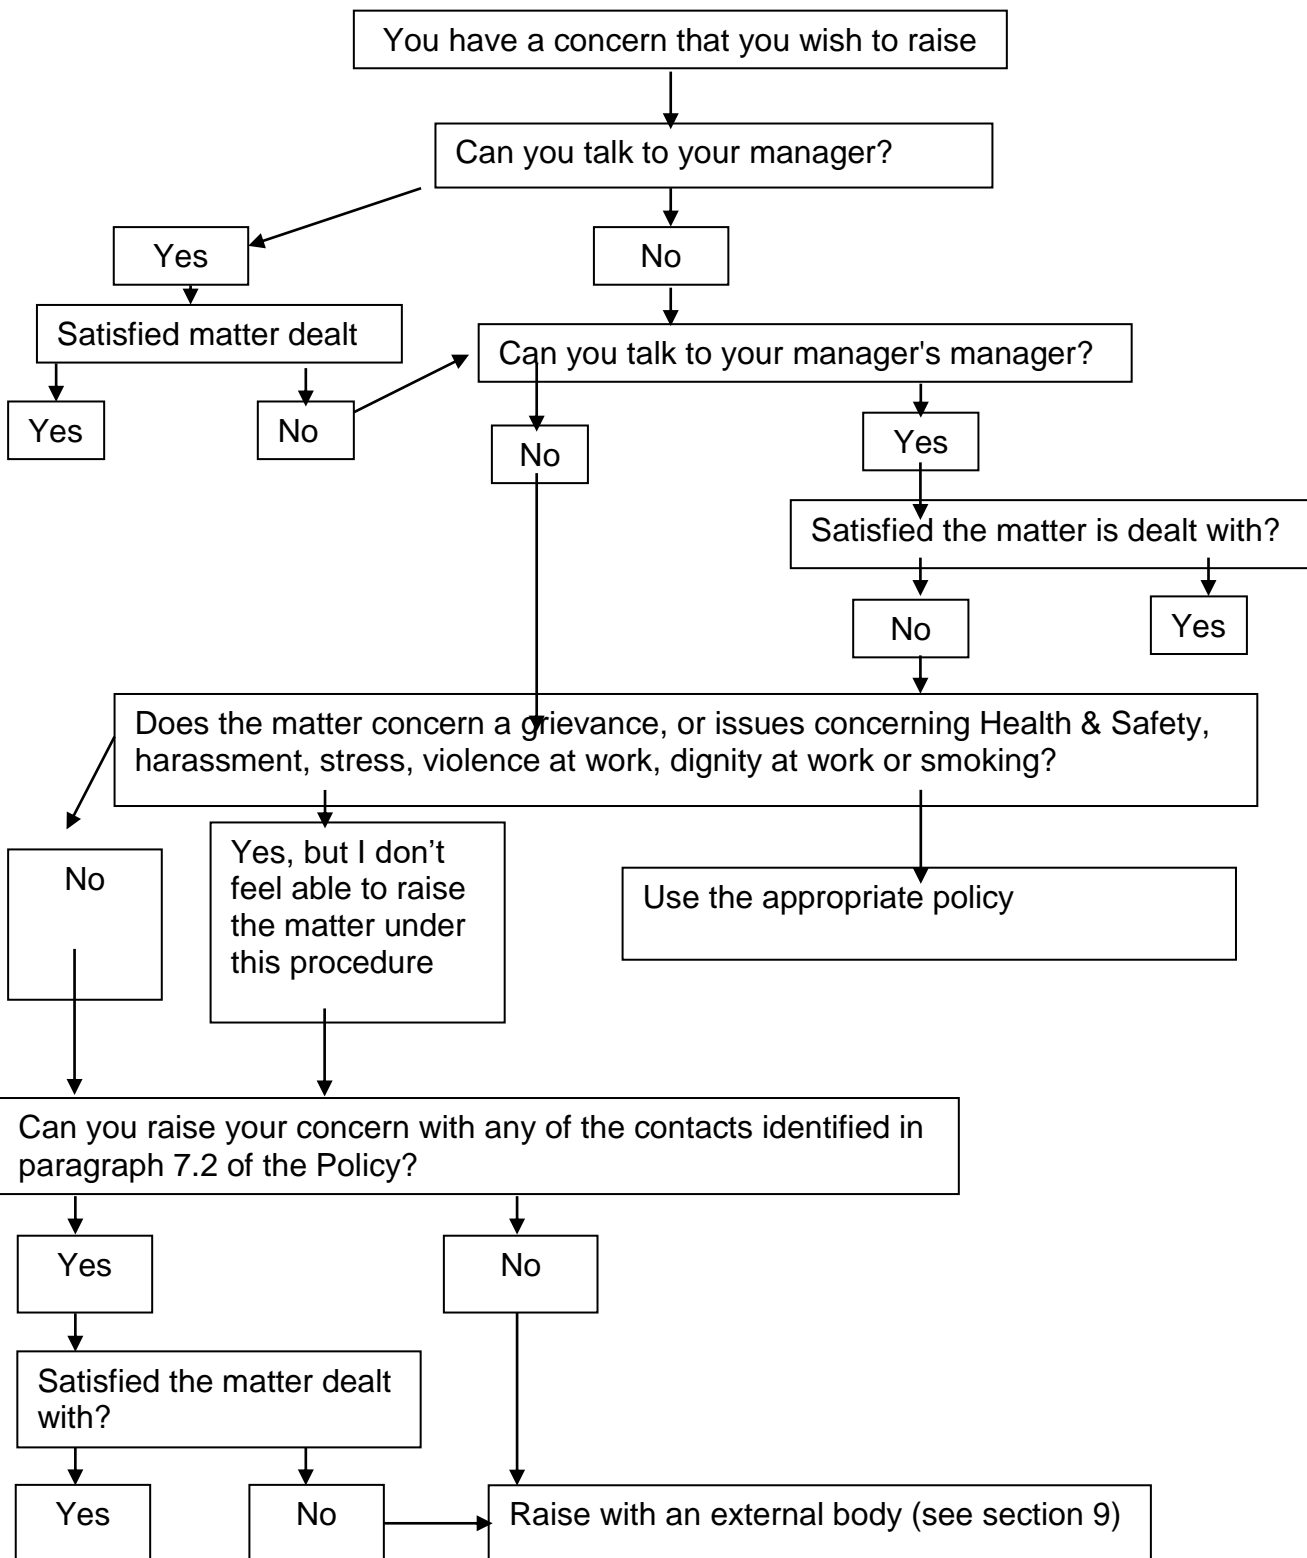 You have a concern that you wish to raise
Can you talk to your manager?
Yes
No
Satisfied matter dealt
Can you talk to your manager's manager?
Yes
No
No
Yes
Satisfied the matter is dealt with?
No
Yes
Does the matter concern a grievance, or issues concerning Health & Safety,
harassment, stress, violence at work, dignity at work or smoking?
No
Yes, but I don’t
feel able to raise
the matter under
this procedure
Use the appropriate policy
Can you raise your concern with any of the contacts identified in
paragraph 7.2 of the Policy?
Yes
No
Satisfied the matter dealt
with?
Yes
No
Raise with an external body (see section 9)